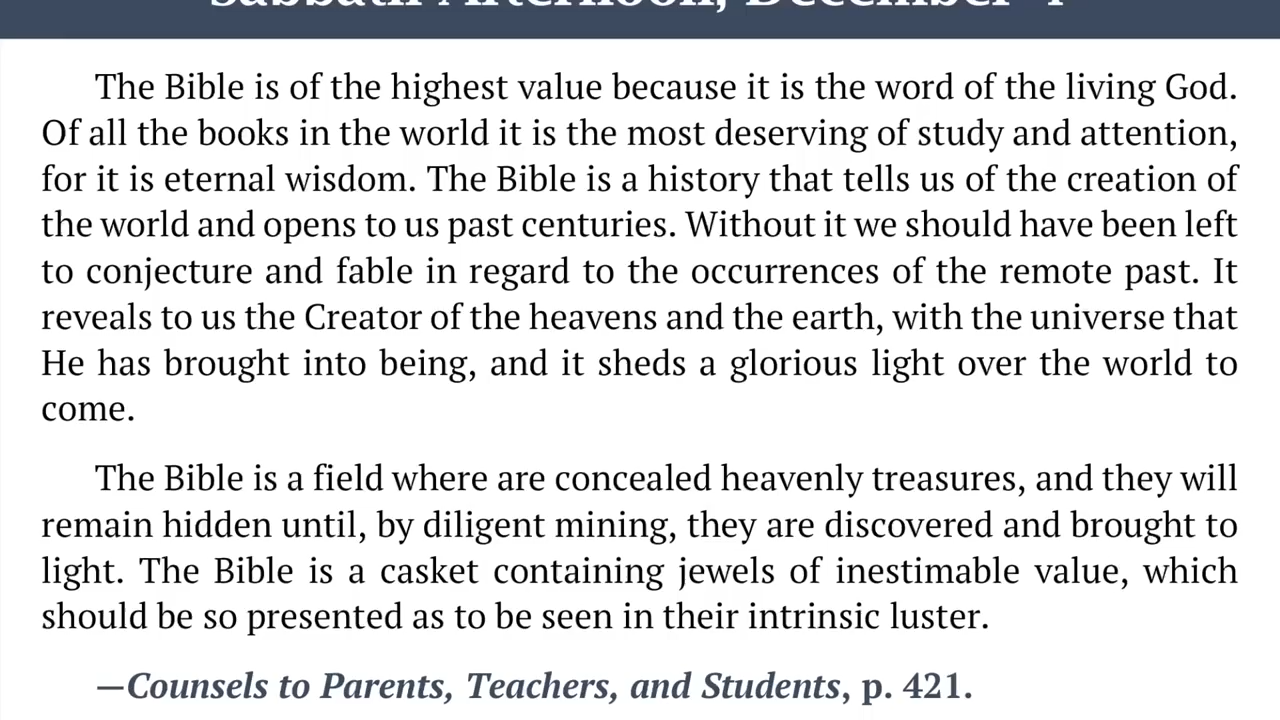 Sabbath Afternoon, December
The Bible is of the highest value because it is the word of the living God.
Of all the books in the world it is the most deserving of study and attention,
for it is eternal wisdom. The Bible is a history that tells us of the creation of
the world and opens to us past centuries. Without it we should have been left
to conjecture and fable in regard to the occurrences of the remote past. It
reveals to us the Creator of the heavens and the earth, with the universe that
He has brought into being, and it sheds a glorious light over the world to
come.
The Bible is a field where are concealed heavenly treasures, and they will
remain hidden until, by diligent mining, they are discovered and brought to
light. The Bible is a casket containing jewels of inestimable value, which
should be so presented as to be seen in their intrinsic luster.
—Counsels to Parents, Teachers, and Students, p. 421.